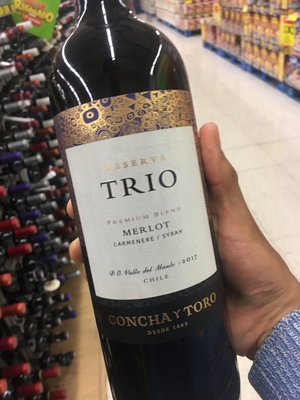 RESERVA
TRIO
PREMIUM BLEND
MERLOT
CARMENERE / SYRAH
D.O. Valle del Maule / 2017
CHILE
CONCHA Y TORO
DESDE 1883